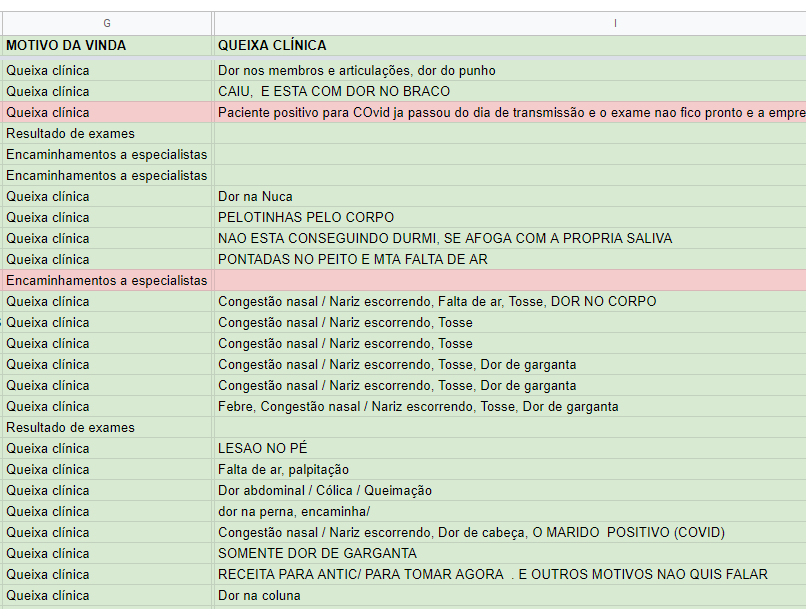 G I
MOTIVO DA VINDA QUEIXA CLÍNICA
Queixa clínica Dor nos membros e articulações, dor do punho
Queixa clínica CAIU, E ESTA COM DOR NO BRACO
Queixa clínica Paciente positivo para COvid ja passou do dia de transmissão e o exame nao fico pronto e a empre
Resultado de exames
Encaminhamentos a especialistas
Encaminhamentos a especialistas
Queixa clínica Dor na Nuca
Queixa clínica PELOTINHAS PELO CORPO
Queixa clínica NAO ESTA CONSEGUINDO DURMI, SE AFOGA COM A PROPRIA SALIVA
Queixa clínica PONTADAS NO PEITO E MTA FALTA DE AR
Encaminhamentos a especialistas
Queixa clínica Congestão nasal / Nariz escorrendo, Falta de ar, Tosse, DOR NO CORPO
Queixa clínica Congestão nasal / Nariz escorrendo, Tosse
Queixa clínica Congestão nasal / Nariz escorrendo, Tosse
Queixa clínica Congestão nasal / Nariz escorrendo, Tosse, Dor de garganta
Queixa clínica Congestão nasal / Nariz escorrendo, Tosse, Dor de garganta
Queixa clínica Febre, Congestão nasal / Nariz escorrendo, Tosse, Dor de garganta
Resultado de exames
Queixa clínica LESAO NO PÉ
Queixa clínica Falta de ar, palpitação
Queixa clínica Dor abdominal / Cólica / Queimação
Queixa clínica dor na perna, encaminha/
Queixa clínica Congestão nasal / Nariz escorrendo, Dor de cabeça, O MARIDO POSITIVO (COVID)
Queixa clínica SOMENTE DOR DE GARGANTA
Queixa clínica RECEITA PARA ANTIC/ PARA TOMAR AGORA . E OUTROS MOTIVOS NAO QUIS FALAR
Queixa clínica Dor na coluna